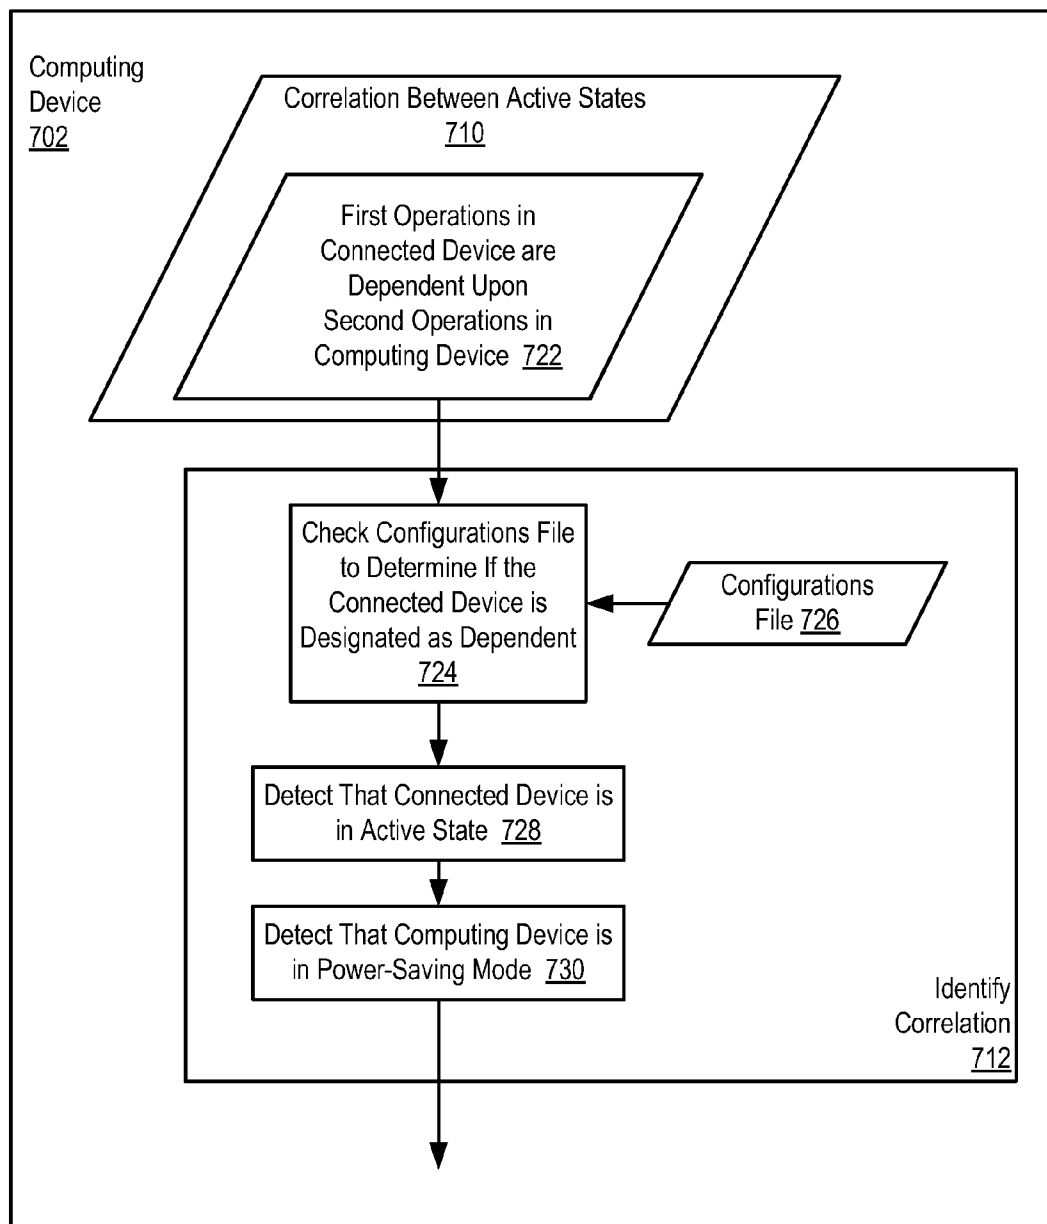 Computing
Device
702
Correlation Between Active States
710
First Operations in
Connected Device are
Dependent Upon
Second Operations in
Computing Device 722
Check Configurations File
to Determine If the
Connected Device is
Designated as Dependent
724
Configurations
File 726
Detect That Connected Device is
in Active State 728
Detect That Computing Device is
in Power-Saving Mode 730
Identify
Correlation
712